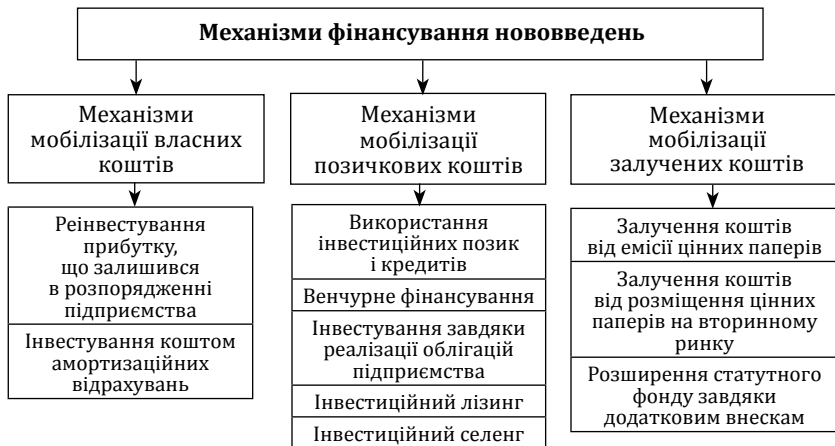 Механізми фінансування нововведень
Механізми
мобілізації власних
коштів
Реінвестування
прибутку,
що залишився
в розпорядженні
підприємства
Інвестування коштом
амортизаційних
відрахувань
Механізми
мобілізації
позичкових коштів
Використання
інвестиційних позик
і кредитів
Венчурне фінансування
Інвестування завдяки
реалізації облігацій
підприємства
Інвестиційний лізинг
Інвестиційний селенг
Механізми
мобілізації
залучених коштів
Залучення коштів
від емісії цінних паперів
Залучення коштів
від розміщення цінних
паперів на вторинному
ринку
Розширення статутного
фонду завдяки
додатковим внескам